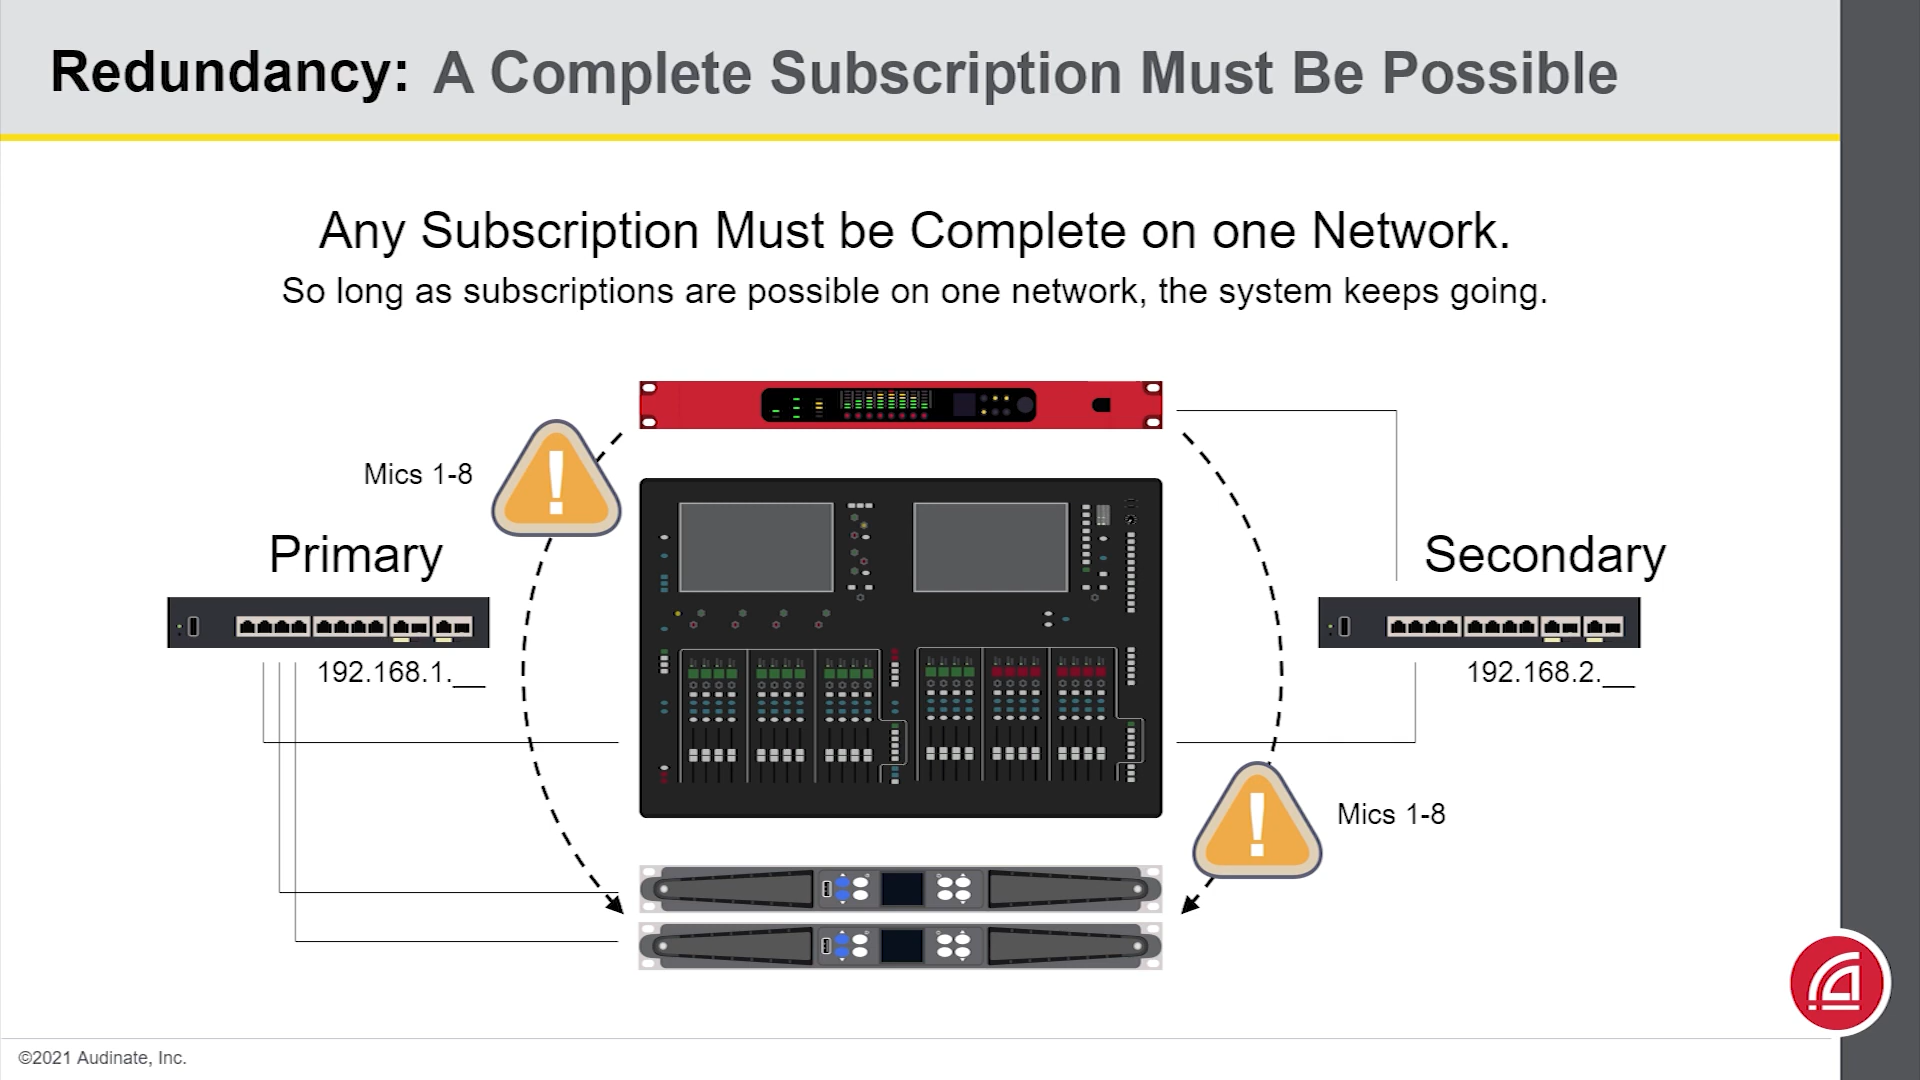 Redundancy: A Complete Subscription Must Be Possible
Any Subscription Must be Complete on one Network.
So long as subscriptions are possible on one network, the system keeps going.
Mics 1-8
Primary
192.168.1.__
Secondary
192.168.2.__
Mics 1-8
©2021 Audinate, Inc.